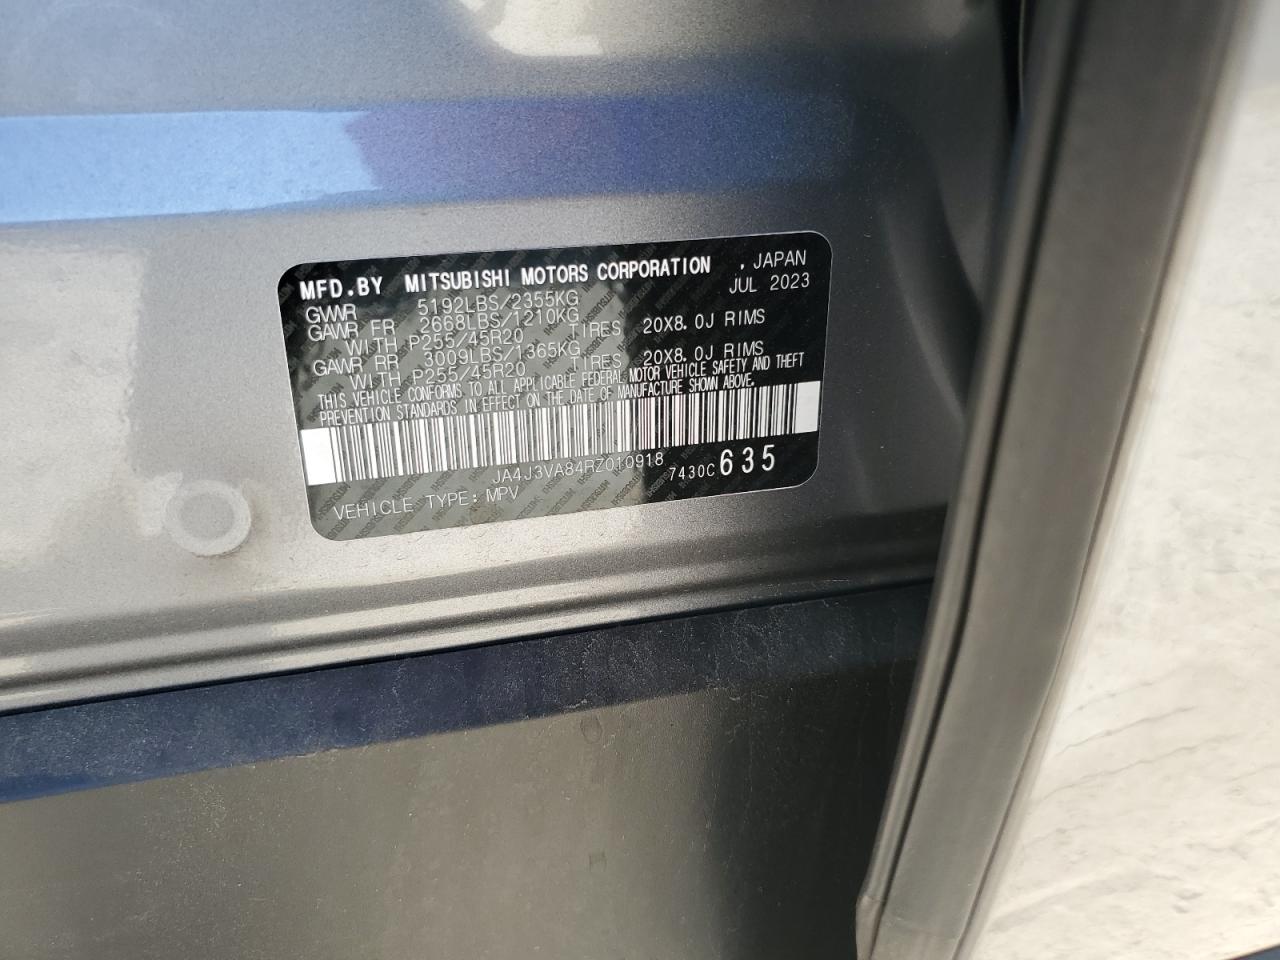 MFD.BY MITSUBISHI MOTORS CORPORATION , JAPAN
JUL 2023
GVWR 5192LBS/2355KG
GAWR FR 2668LBS/1210KG
WITH P255/45R20 TIRES 20X8.0J RIMS
GAWR RR 3009LBS/1365KG
WITH P255/45R20 TIRES 20X8.0J RIMS
THIS VEHICLE CONFORMS TO ALL APPLICABLE FEDERAL MOTOR VEHICLE SAFETY AND THEFT
PREVENTION STANDARDS IN EFFECT ON THE DATE OF MANUFACTURE SHOWN ABOVE.
JA4J3VA84RZ010918 7430C 635
VEHICLE TYPE: MPV